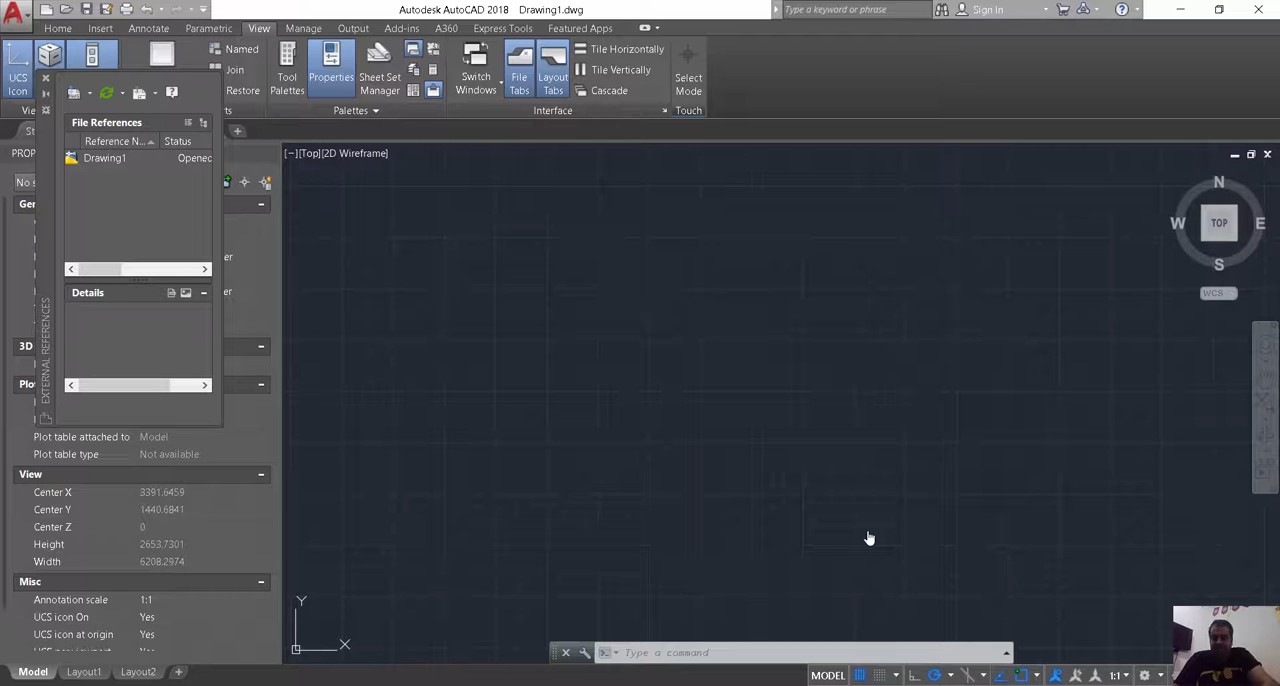 Autodesk AutoCAD 2018 Drawing1.dwg
Type a keyword or phrase
Sign In
Home Insert Annotate Parametric View Manage Output Add-ins A360 Express Tools Featured Apps
UCS Icon
Named
Join
Restore
Tool Palettes
Properties
Sheet Set Manager
Switch Windows
File Tabs
Layout Tabs
Tile Horizontally
Tile Vertically
Cascade
Select Mode
Palettes
Interface
Touch
File References
Reference N...
Status
Drawing1
Opened
Details
EXTERNAL REFERENCES
[−][Top][2D Wireframe]
N
W
TOP
E
S
WCS
PROP
No s
Gen
3D
Plot
Plot table attached to Model
Plot table type Not available
View
Center X 3391.6459
Center Y 1440.6841
Center Z 0
Height 2653.7301
Width 6208.2974
Misc
Annotation scale 1:1
UCS icon On Yes
UCS icon at origin Yes
Y
X
Type a command
Model Layout1 Layout2 +
MODEL
1:1